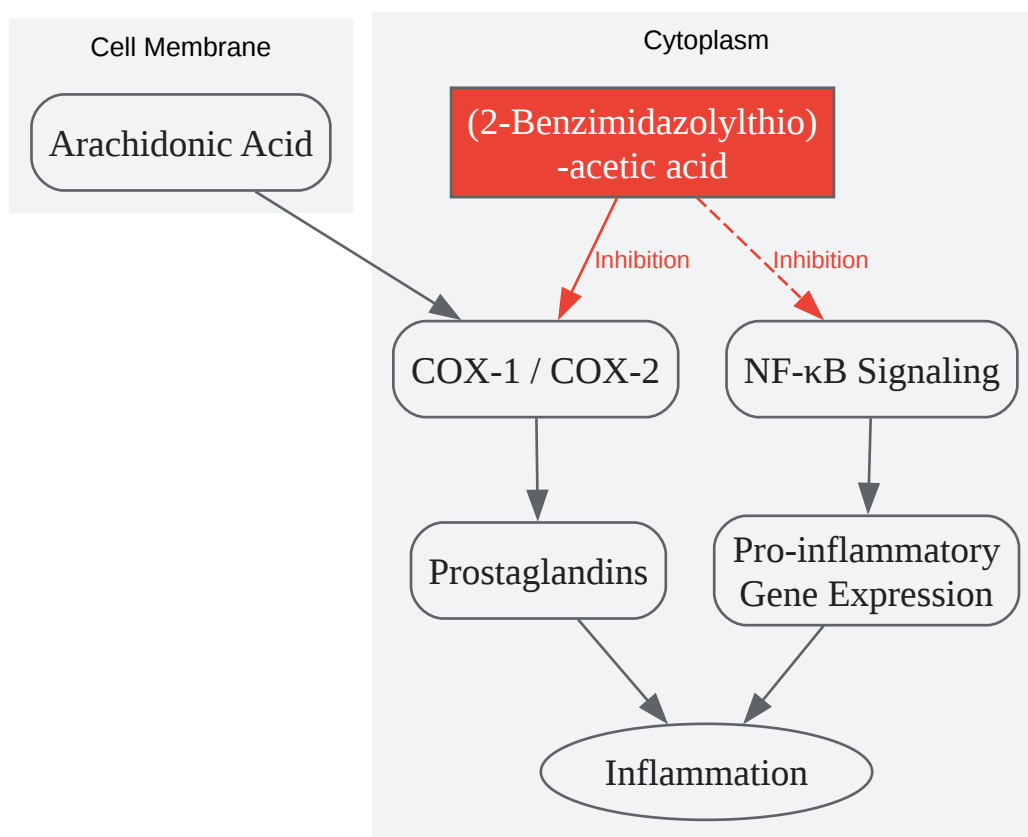 Cell Membrane
Cytoplasm
Arachidonic Acid
(2-Benzimidazolylthio)
-acetic acid
Inhibition
Inhibition
COX-1 / COX-2
NF-κB Signaling
Prostaglandins
Pro-inflammatory
Gene Expression
Inflammation